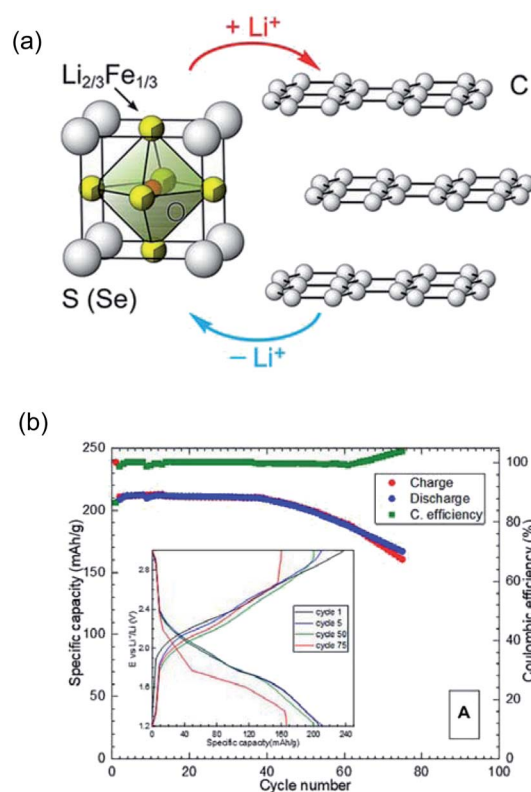 (a)
+ Li⁺
Li₂/₃Fe₁/₃
C
O
S (Se)
− Li⁺
(b)
250
200
150
100
50
0
Specific capacity (mAh/g)
100
80
60
40
20
0
Coulombic efficiency (%)
Charge
Discharge
C. efficiency
2.8
2.4
2.0
1.6
1.2
E vs Li⁺/Li (V)
cycle 1
cycle 5
cycle 50
cycle 75
0 40 80 120 160 200 240
Specific capacity(mAh/g)
A
0 20 40 60 80 100
Cycle number